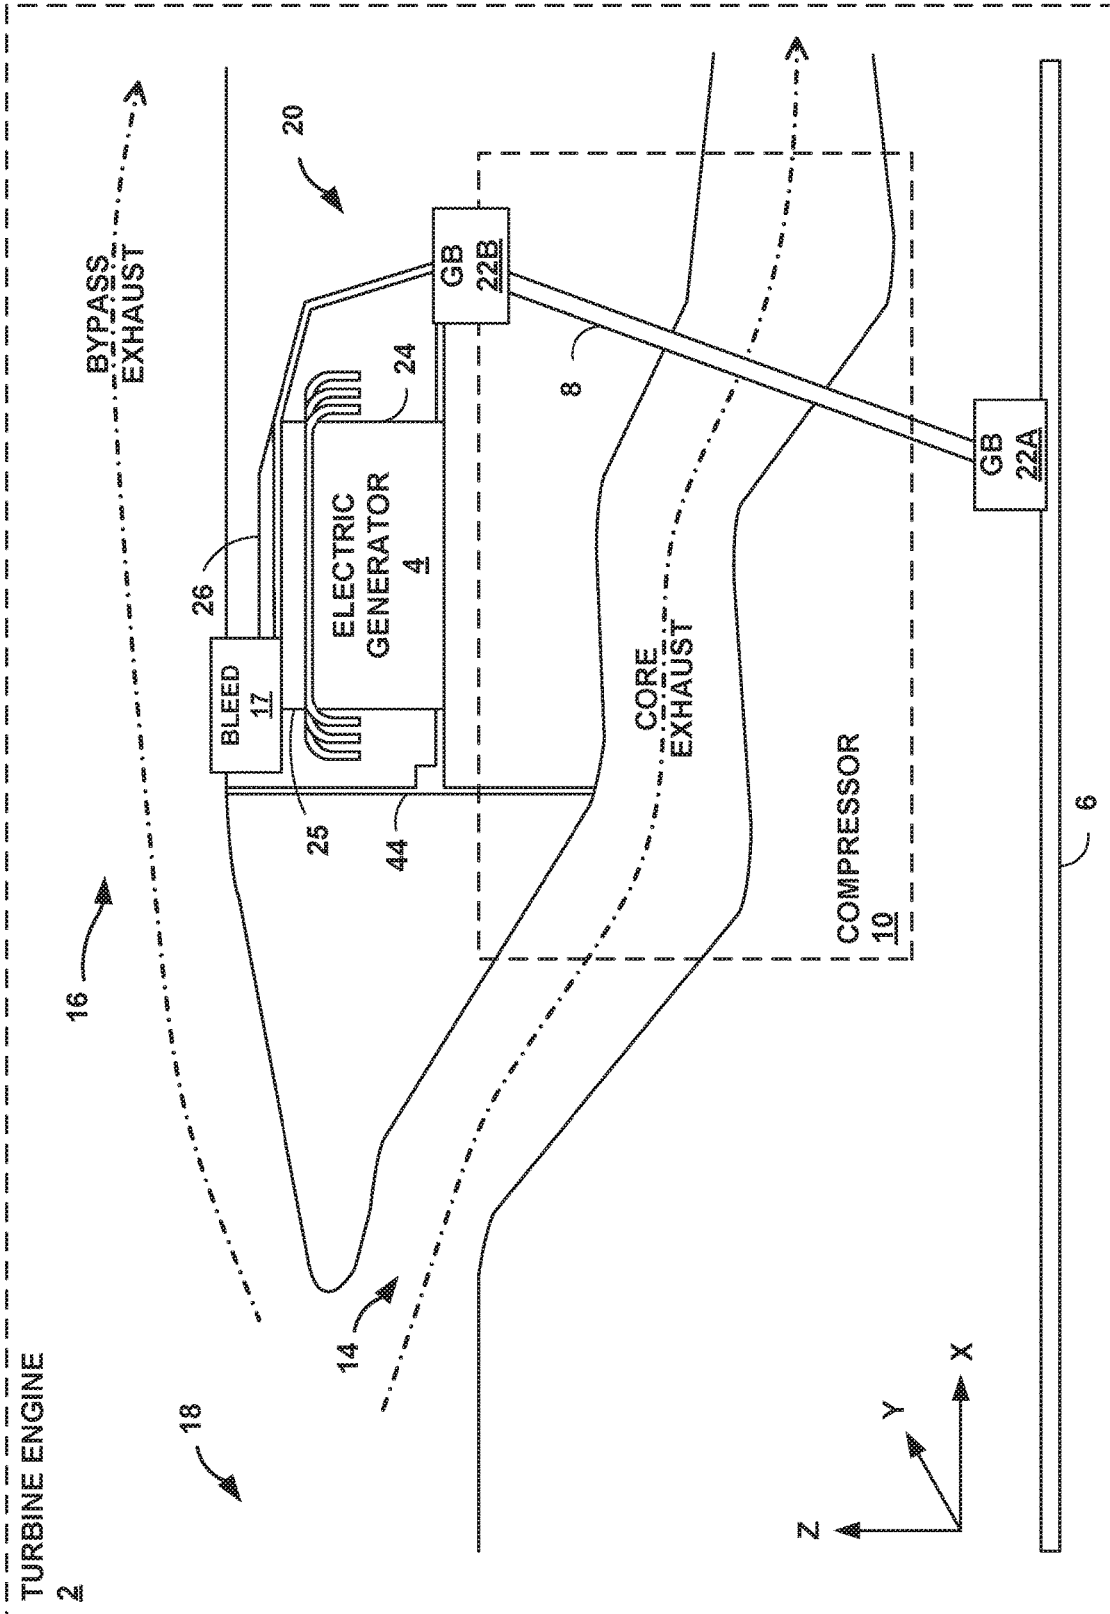 TURBINE ENGINE
2
18
16
BYPASS
EXHAUST
20
BLEED
17
26
25
44
ELECTRIC
GENERATOR
4
24
GB
22B
8
14
CORE
EXHAUST
COMPRESSOR
10
GB
22A
6
Z
Y
X